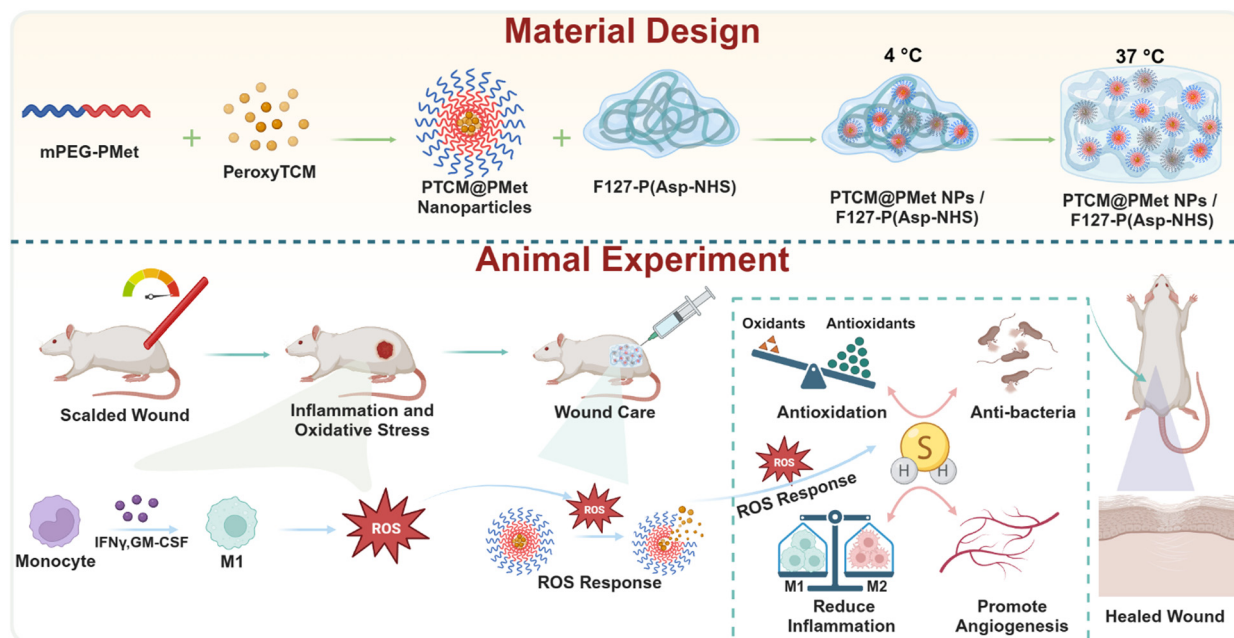 Material Design
4 °C
37 °C
mPEG-PMet
+
PeroxyTCM
PTCM@PMet
Nanoparticles
+
F127-P(Asp-NHS)
PTCM@PMet NPs /
F127-P(Asp-NHS)
PTCM@PMet NPs /
F127-P(Asp-NHS)
Animal Experiment
Scalded Wound
Inflammation and
Oxidative Stress
Wound Care
Oxidants
Antioxidants
Antioxidation
Anti-bacteria
Monocyte
IFNγ,GM-CSF
M1
ROS
ROS
ROS Response
ROS
ROS Response
S
H
H
M1
M2
Reduce
Inflammation
Promote
Angiogenesis
Healed Wound